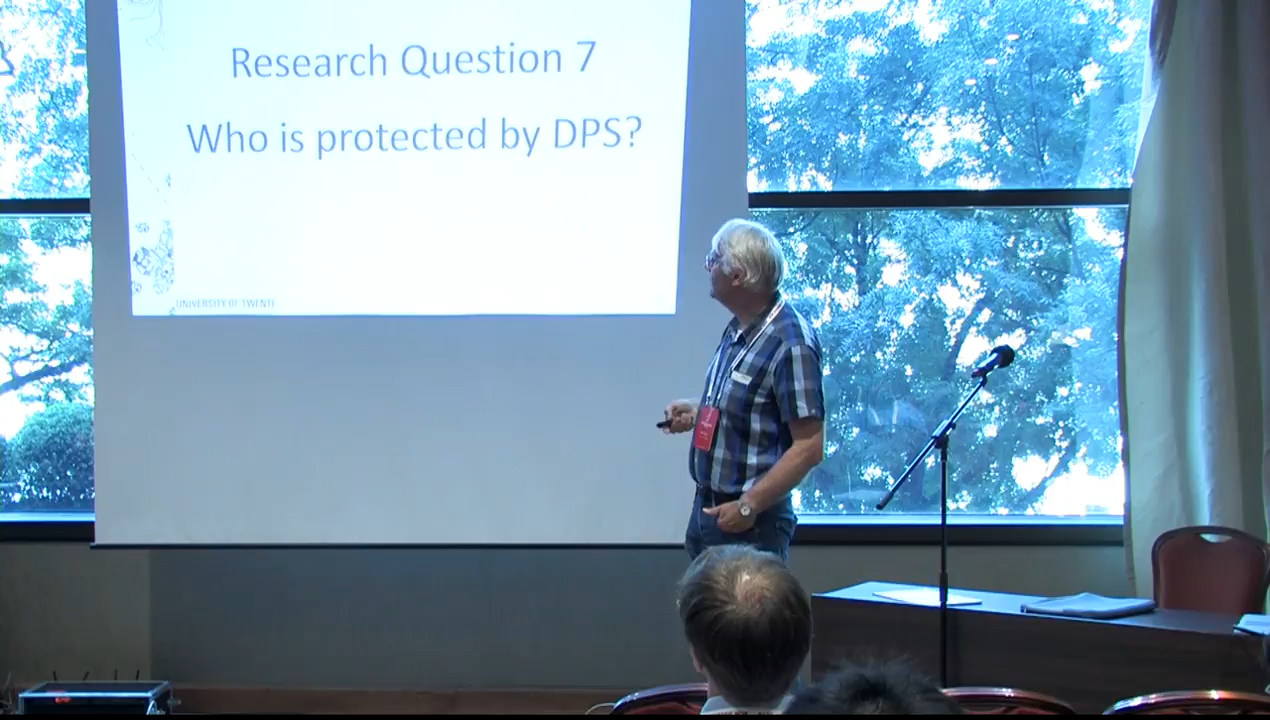 Research Question 7
Who is protected by DPS?
UNIVERSITY OF TWENTE